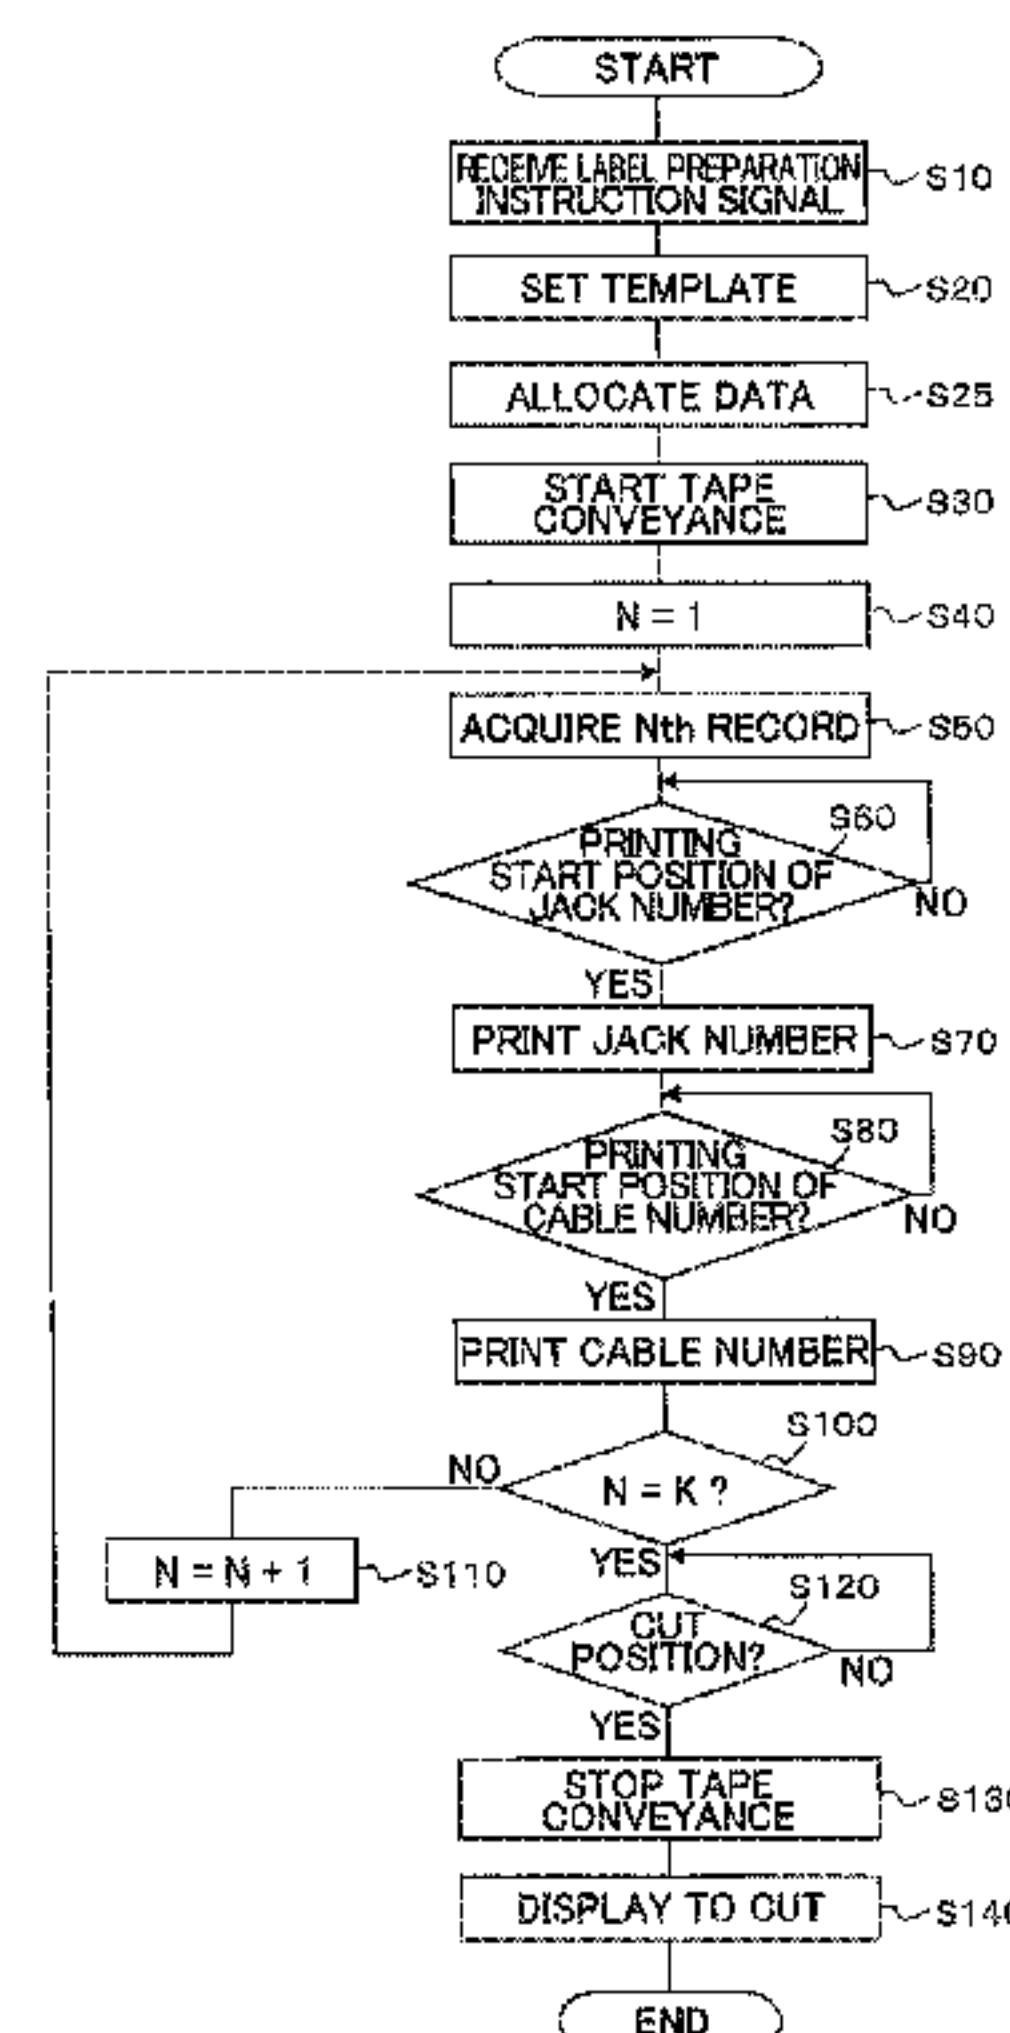 START
RECEIVE LABEL PREPARATION
INSTRUCTION SIGNAL
S10
SET TEMPLATE
S20
ALLOCATE DATA
S25
START TAPE
CONVEYANCE
S30
N = 1
S40
ACQUIRE Nth RECORD
S50
S60
PRINTING
START POSITION OF
JACK NUMBER?
NO
YES
PRINT JACK NUMBER
S70
S80
PRINTING
START POSITION OF
CABLE NUMBER?
NO
YES
PRINT CABLE NUMBER
S90
S100
NO
N = K ?
YES
N = N + 1
S110
S120
CUT
POSITION?
NO
YES
STOP TAPE
CONVEYANCE
S130
DISPLAY TO CUT
S140
END